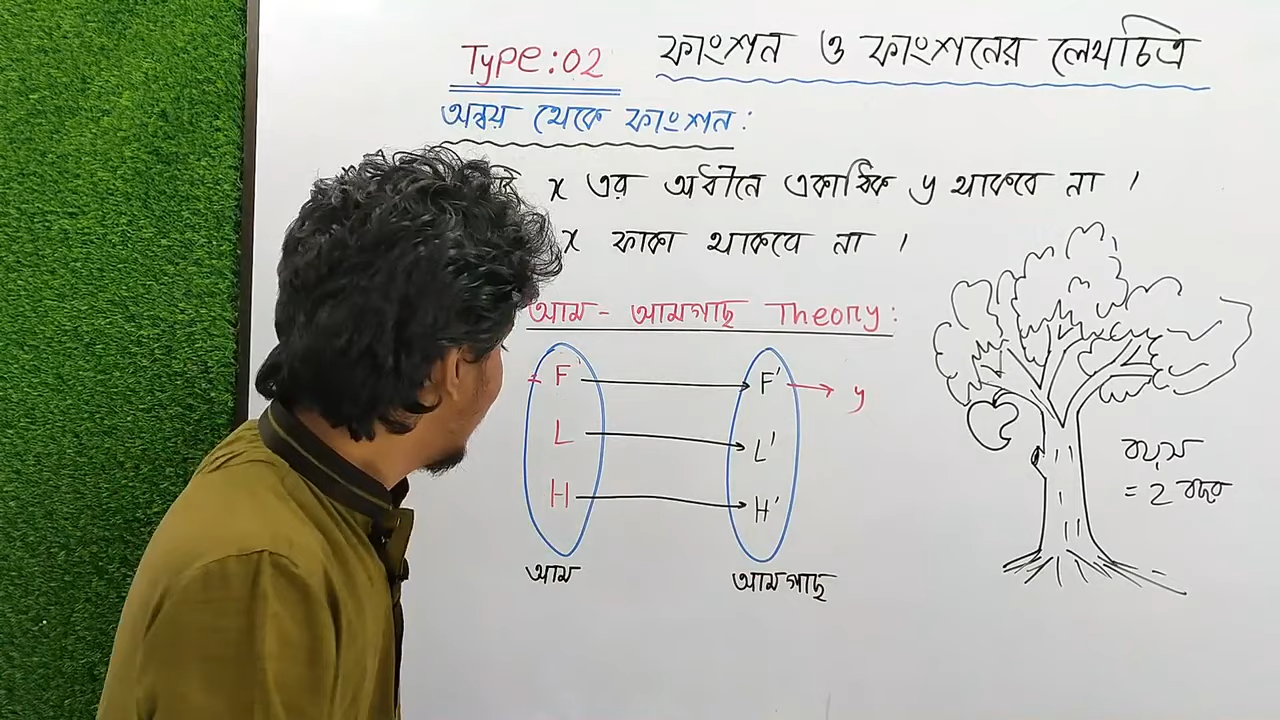 Type:02
ফাংশন ও ফাংশনের লেখচিত্র
অন্বয় থেকে ফাংশন:
x এর অধীনে একাধিক y থাকবে না ।
x ফাকা থাকবে না ।
আম - আমগাছ Theory:
F F' y
L L'
H H'
আম আমগাছ
বয়স
= 2 বছর